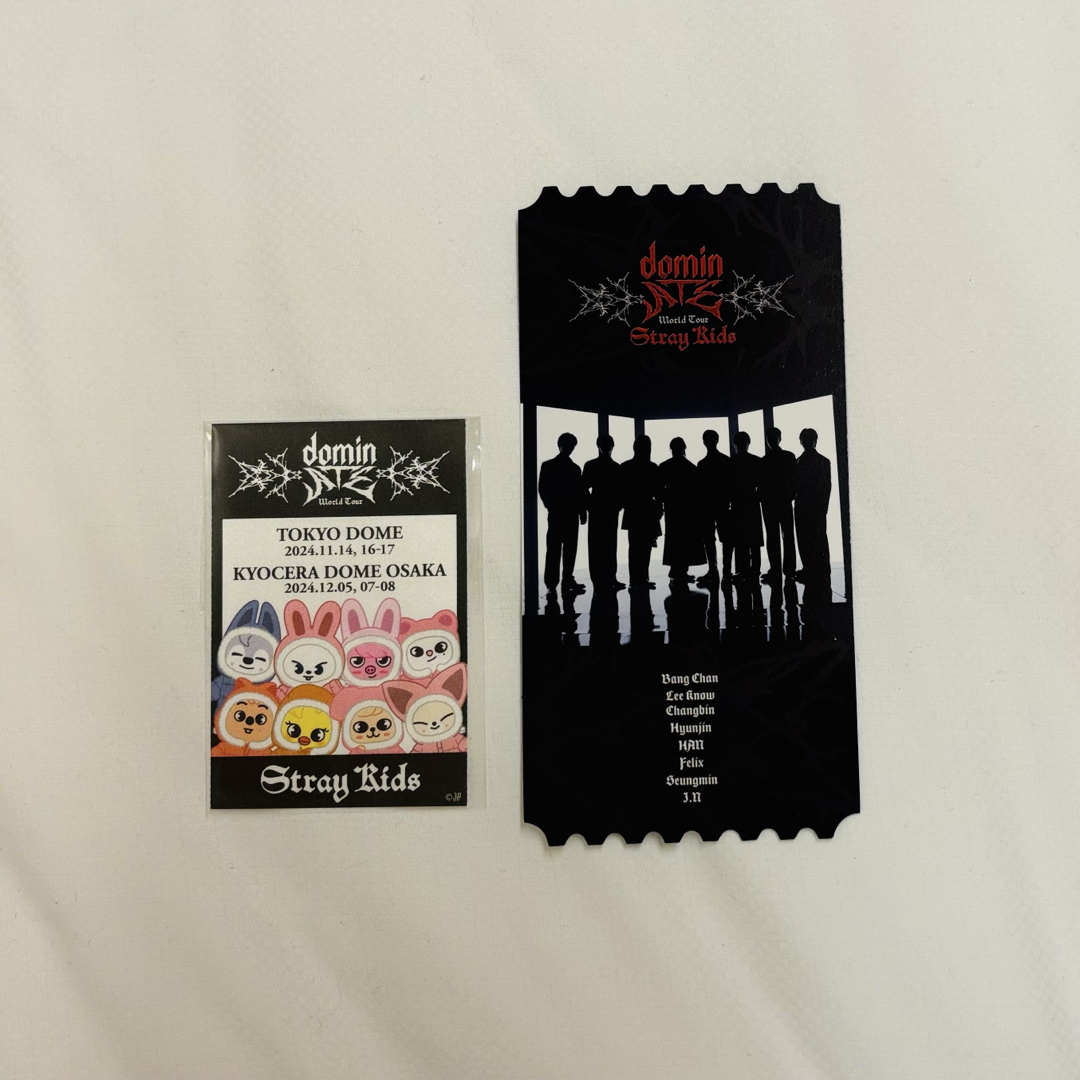 domin
ATE
World Tour
TOKYO DOME
2024.11.14, 16-17
KYOCERA DOME OSAKA
2024.12.05, 07-08
Stray Kids
domin
ATE
World Tour
Stray Kids
Bang Chan
Lee Know
Changbin
Hyunjin
HAN
Felix
Seungmin
I.N